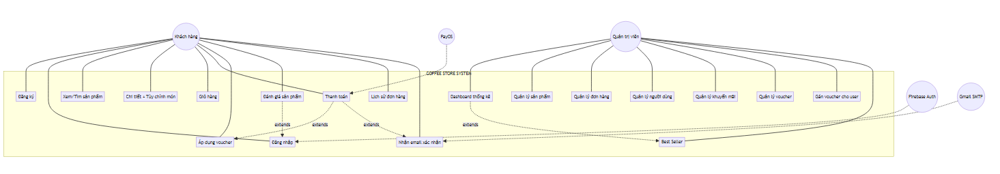 Khách hàng
PayOS
Quản trị viên
COFFEE STORE SYSTEM
Đăng ký
Xem/Tìm sản phẩm
Chi tiết + Tùy chỉnh món
Giỏ hàng
Đánh giá sản phẩm
Thanh toán
Lịch sử đơn hàng
Dashboard thống kê
Quản lý sản phẩm
Quản lý đơn hàng
Quản lý người dùng
Quản lý khuyến mãi
Quản lý voucher
Gán voucher cho user
Firebase Auth
Gmail SMTP
extends
extends
extends
extends
Áp dụng voucher
Đăng nhập
Nhận email xác nhận
Best Seller